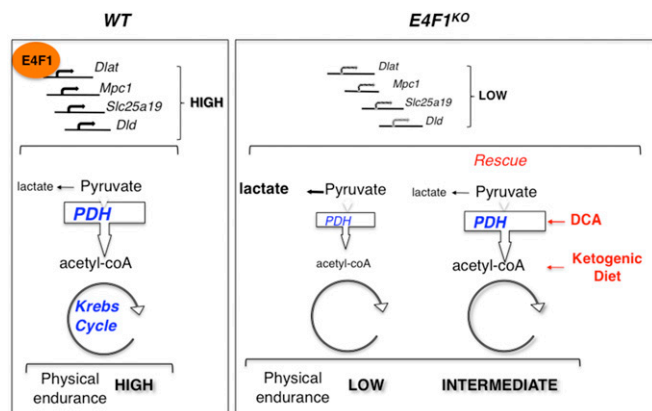 WT
E4F1
Dlat
Mpc1
Slc25a19
Dld
HIGH
lactate
Pyruvate
PDH
acetyl-coA
Krebs
Cycle
Physical
endurance
HIGH
E4F1KO
Dlat
Mpc1
Slc25a19
Dld
LOW
Rescue
lactate
Pyruvate
PDH
acetyl-coA
lactate
Pyruvate
PDH
DCA
acetyl-coA
Ketogenic
Diet
Physical
endurance
LOW
INTERMEDIATE